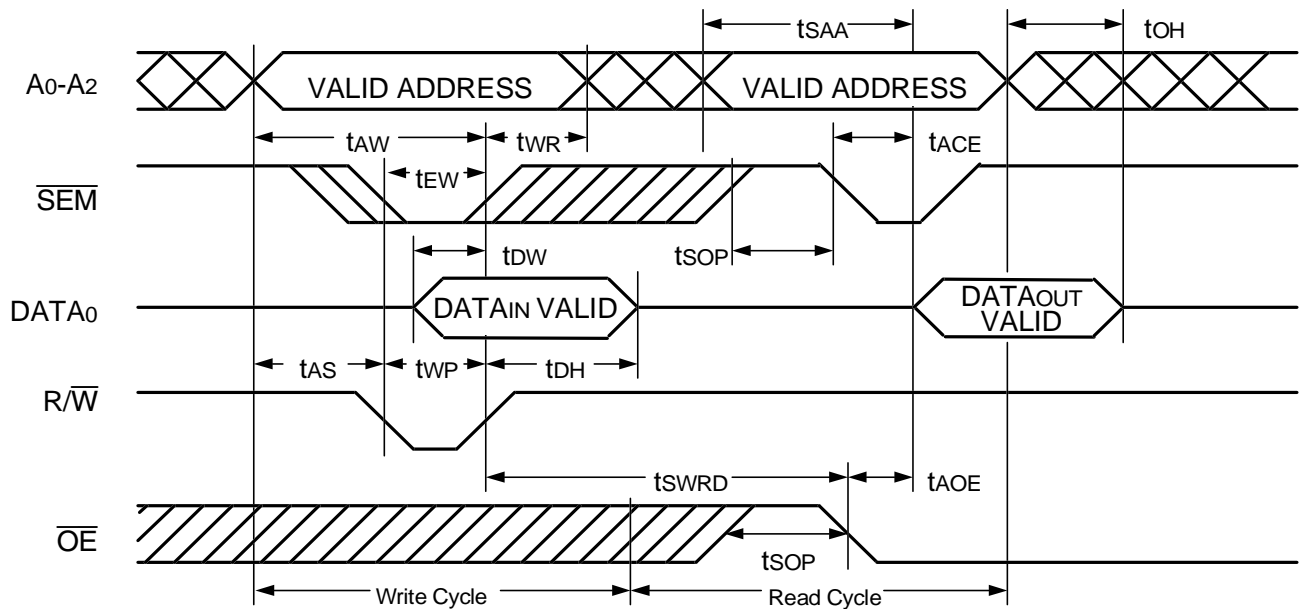 tSAA tOH
A0-A2 VALID ADDRESS VALID ADDRESS
tAW tWR tACE
tEW
SEM
tDW tSOP
DATA0 DATAIN VALID DATAOUT VALID
tAS tWP tDH
R/W
tSWRD tAOE
OE
tSOP
Write Cycle Read Cycle